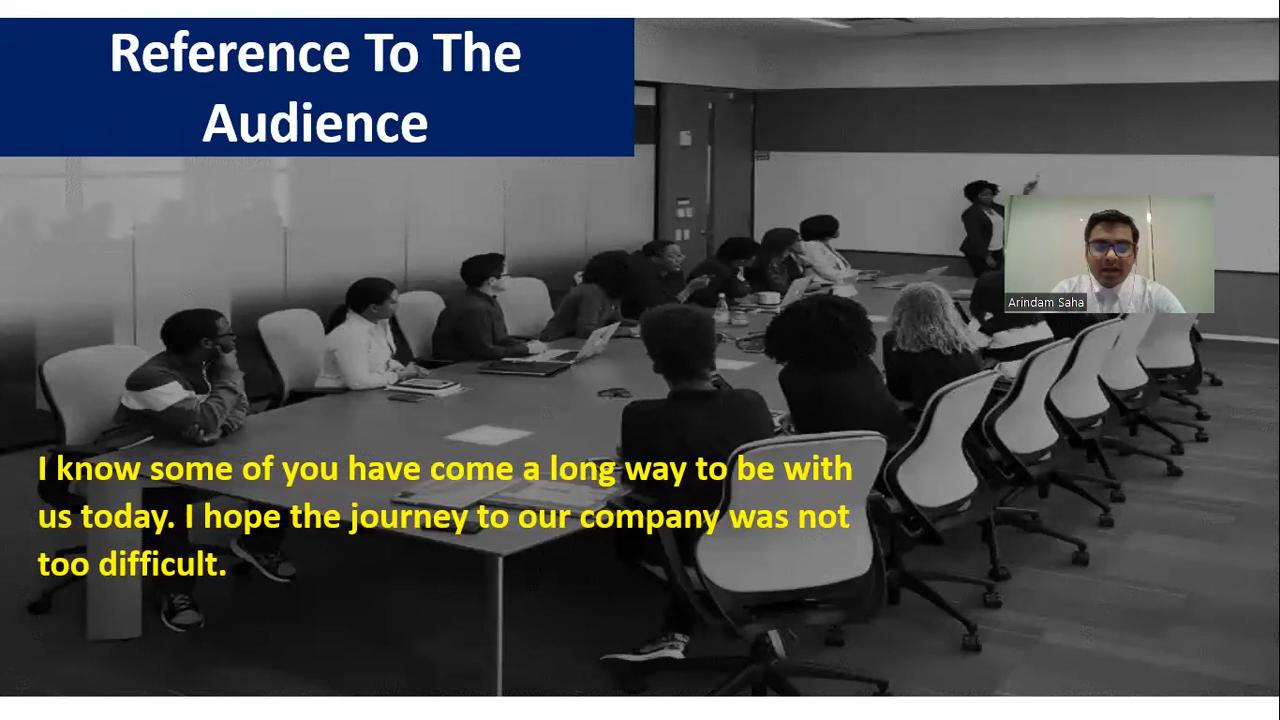 Reference To The
Audience
Arindam Saha
I know some of you have come a long way to be with
us today. I hope the journey to our company was not
too difficult.